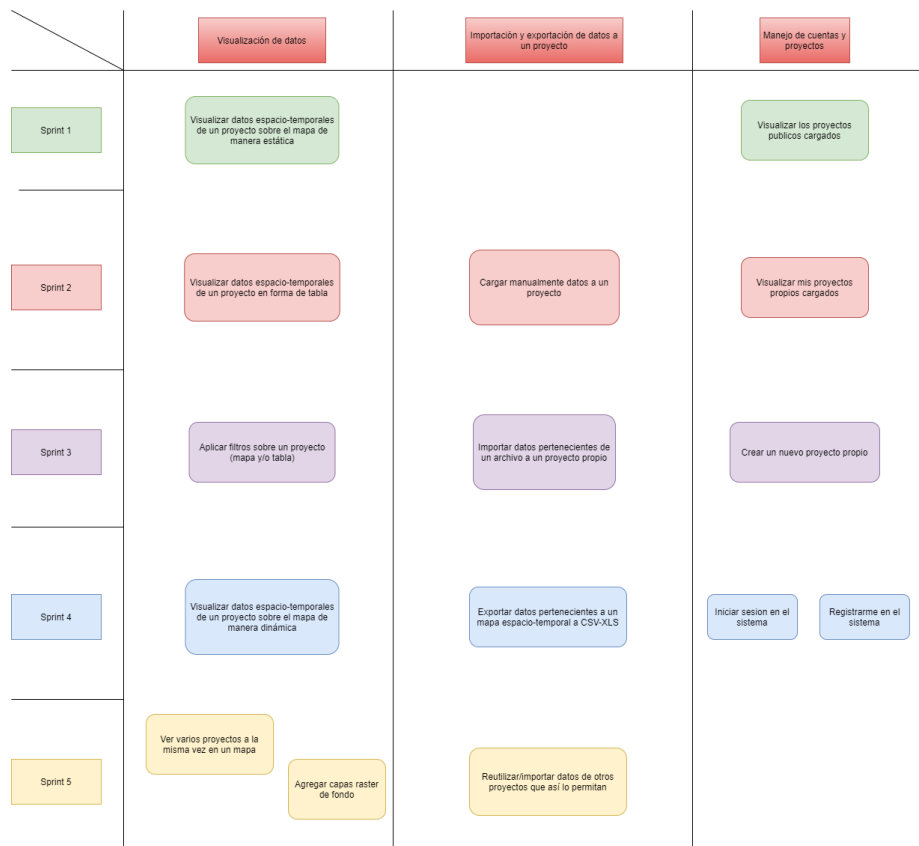 Visualización de datos
Importación y exportación de datos a
un proyecto
Manejo de cuentas y
proyectos
Sprint 1
Visualizar datos espacio-temporales
de un proyecto sobre el mapa de
manera estática
Visualizar los proyectos
publicos cargados
Sprint 2
Visualizar datos espacio-temporales
de un proyecto en forma de tabla
Cargar manualmente datos a un
proyecto
Visualizar mis proyectos
propios cargados
Sprint 3
Aplicar filtros sobre un proyecto
(mapa y/o tabla)
Importar datos pertenecientes de
un archivo a un proyecto propio
Crear un nuevo proyecto propio
Sprint 4
Visualizar datos espacio-temporales
de un proyecto sobre el mapa de
manera dinámica
Exportar datos pertenecientes a un
mapa espacio-temporal a CSV-XLS
Iniciar sesion en el
sistema
Registrarme en el
sistema
Sprint 5
Ver varios proyectos a la
misma vez en un mapa
Agregar capas raster
de fondo
Reutilizar/importar datos de otros
proyectos que así lo permitan